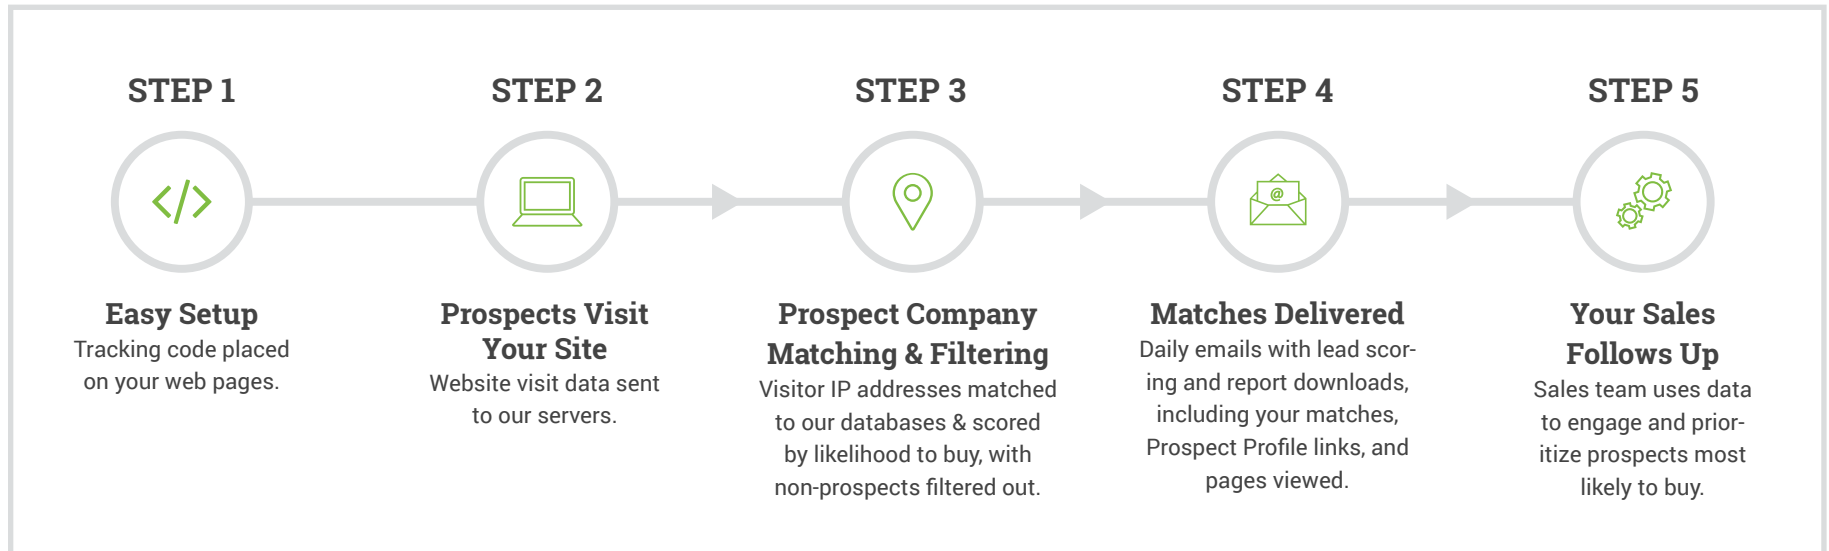 STEP 1
</>
Easy Setup
Tracking code placed
on your web pages.
STEP 2
Prospects Visit
Your Site
Website visit data sent
to our servers.
STEP 3
Prospect Company
Matching & Filtering
Visitor IP addresses matched
to our databases & scored
by likelihood to buy, with
non-prospects filtered out.
STEP 4
@
Matches Delivered
Daily emails with lead scor-
ing and report downloads,
including your matches,
Prospect Profile links, and
pages viewed.
STEP 5
Your Sales
Follows Up
Sales team uses data
to engage and prior-
itize prospects most
likely to buy.